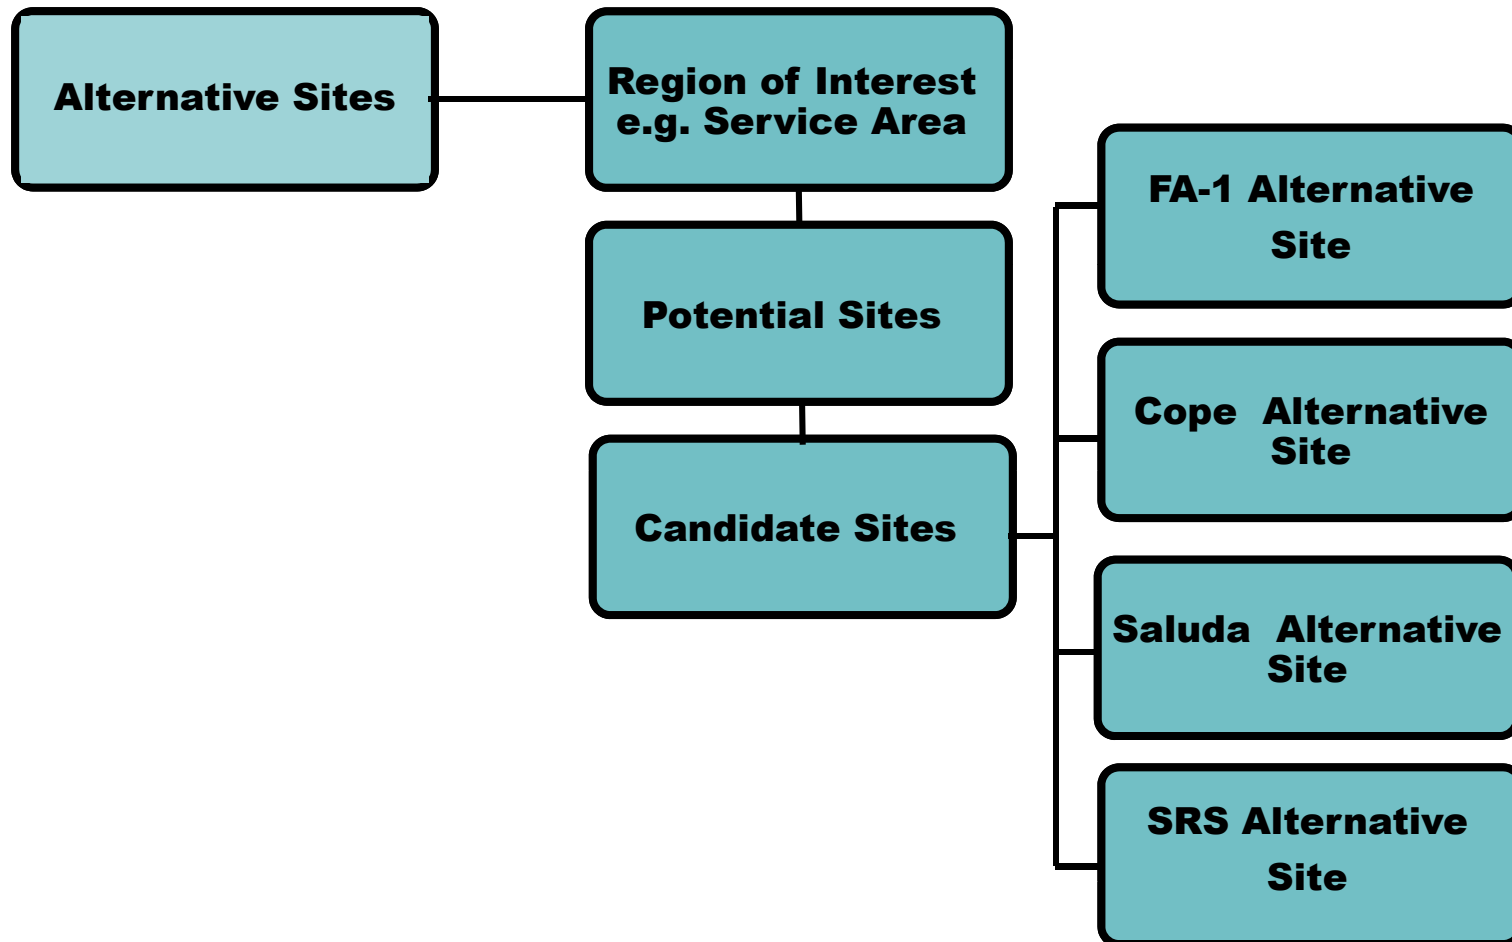 Alternative Sites
Region of Interest
e.g. Service Area
Potential Sites
Candidate Sites
FA-1 Alternative
Site
Cope  Alternative
Site
Saluda  Alternative
Site
SRS Alternative
Site